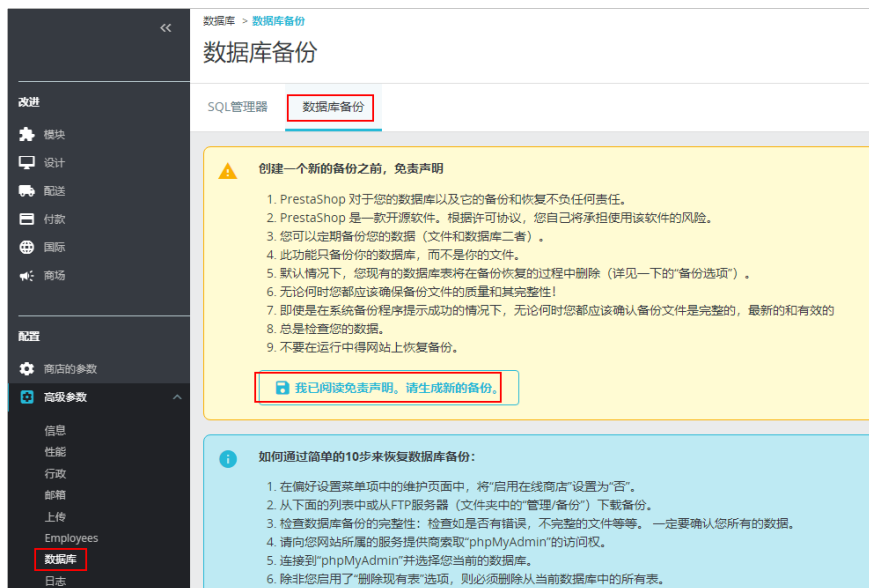 改进
模块
设计
配送
付款
国际
商场
配置
商店的参数
高级参数
信息
性能
行政
邮箱
上传
Employees
数据库
日志
数据库 > 数据库备份
数据库备份
SQL管理器 数据库备份
创建一个新的备份之前，免责声明
1. PrestaShop 对于您的数据库以及它的备份和恢复不负任何责任。
2. PrestaShop 是一款开源软件。根据许可协议，您自己将承担使用该软件的风险。
3. 您可以定期备份您的数据（文件和数据库二者）。
4. 此功能只备份你的数据库，而不是你的文件。
5. 默认情况下，您现有的数据库表将在备份恢复的过程中删除（详见一下的“备份选项”）。
6. 无论何时您都应该确保备份文件的质量和其完整性！
7. 即使是在系统备份程序提示成功的情况下，无论何时您都应该确认备份文件是完整的，最新的和有效的
8. 总是检查您的数据。
9. 不要在运行中得网站上恢复备份。
我已阅读免责声明。请生成新的备份。
如何通过简单的10步来恢复数据库备份：
1. 在偏好设置菜单项中的维护页面中，将“启用在线商店”设置为“否”。
2. 从下面的列表中或从FTP服务器（文件夹中的“管理/备份”）下载备份。
3. 检查数据库备份的完整性：检查如是否有错误，不完整的文件等等。 一定要确认您所有的数据。
4. 请向您网站所属的服务提供商索取“phpMyAdmin”的访问权。
5. 连接到“phpMyAdmin”并选择您当前的数据库。
6. 除非您启用了“删除现有表”选项，则必须删除从当前数据库中的所有表。